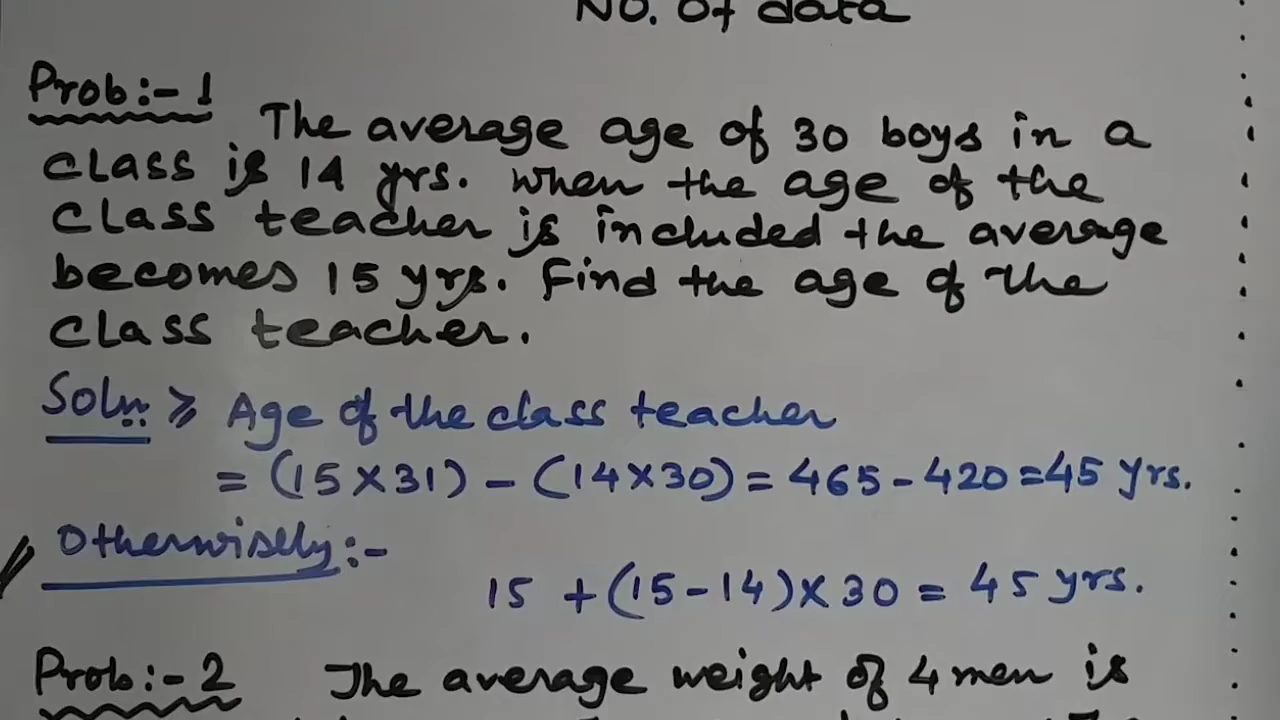 No. of data
Prob:- 1
The average age of 30 boys in a
class is 14 yrs. when the age of the
class teacher is included the average
becomes 15 yrs. Find the age of the
class teacher.
Soln. ⩾ Age of the class teacher
= (15×31) - (14×30) = 465-420 =45 yrs.
Otherwisely:-
15 +(15-14)×30 = 45 yrs.
Prob:- 2 The average weight of 4 men is